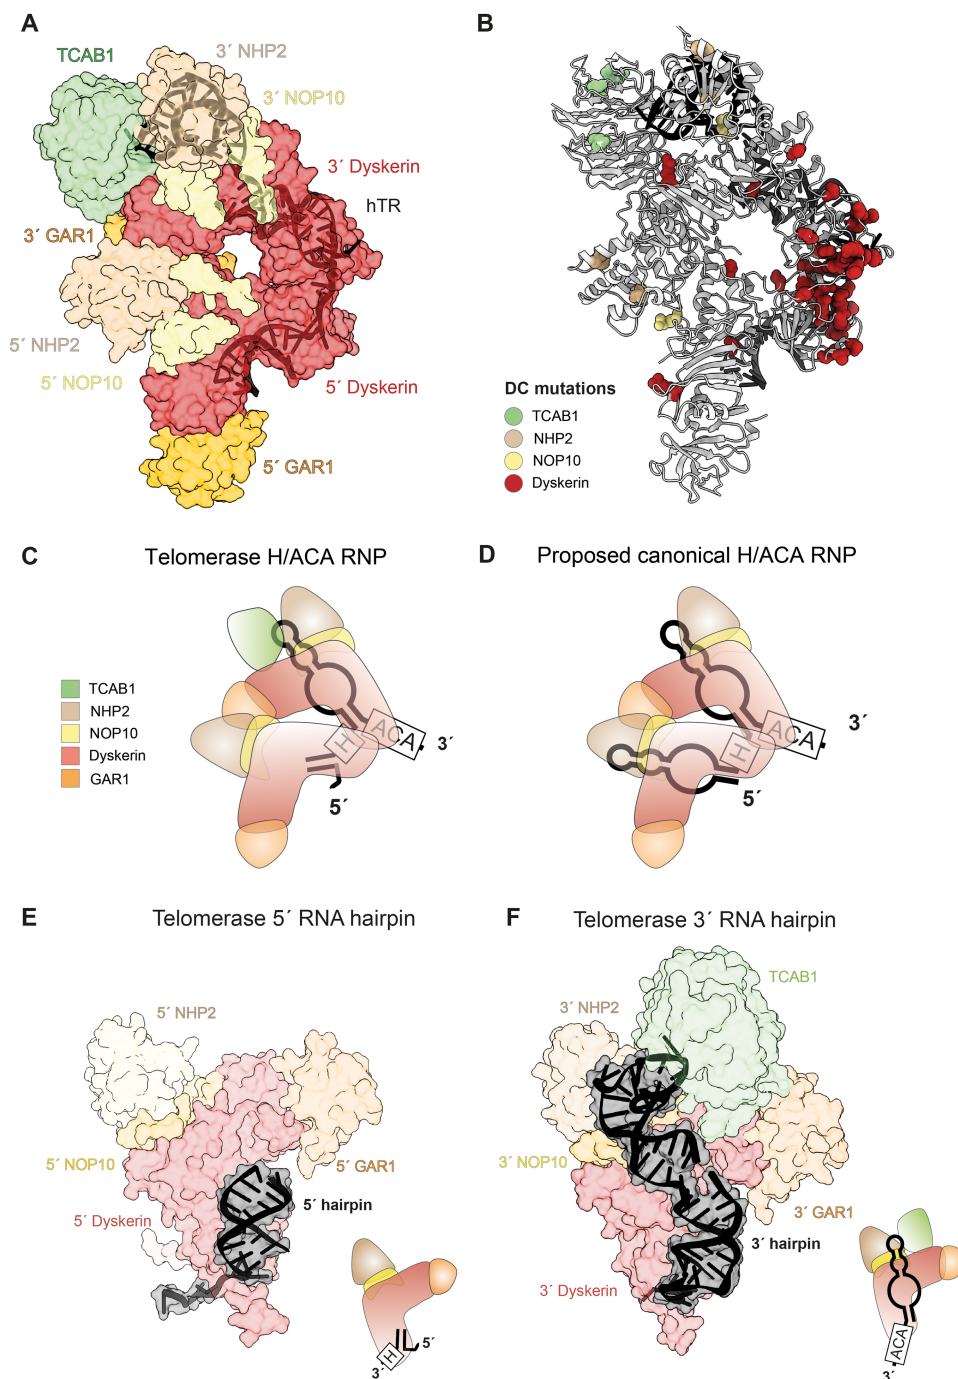 A
TCAB1
3´ NHP2
3´ NOP10
3´ Dyskerin
hTR
3´ GAR1
5´ NHP2
5´ NOP10
5´ Dyskerin
5´ GAR1
B
DC mutations
TCAB1
NHP2
NOP10
Dyskerin
C
Telomerase H/ACA RNP
TCAB1
NHP2
NOP10
Dyskerin
GAR1
H
ACA
3´
5´
D
Proposed canonical H/ACA RNP
H
ACA
3´
5´
E
Telomerase 5´ RNA hairpin
5´ NHP2
5´ NOP10
5´ GAR1
5´ hairpin
5´ Dyskerin
5´
H
3´
F
Telomerase 3´ RNA hairpin
TCAB1
3´ NHP2
3´ NOP10
3´ GAR1
3´ hairpin
3´ Dyskerin
ACA
3´